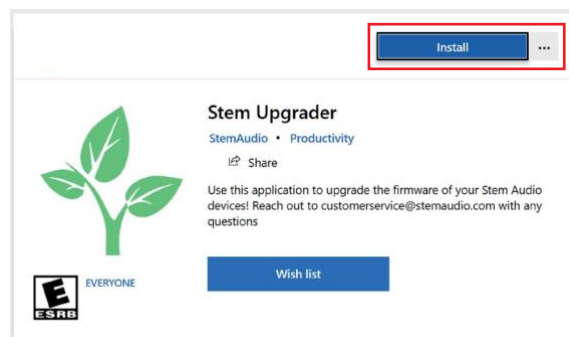 Install ...
Stem Upgrader
StemAudio • Productivity
Share
Use this application to upgrade the firmware of your Stem Audio
devices! Reach out to customerservice@stemaudio.com with any
questions
Wish list
E
EVERYONE
ESRB